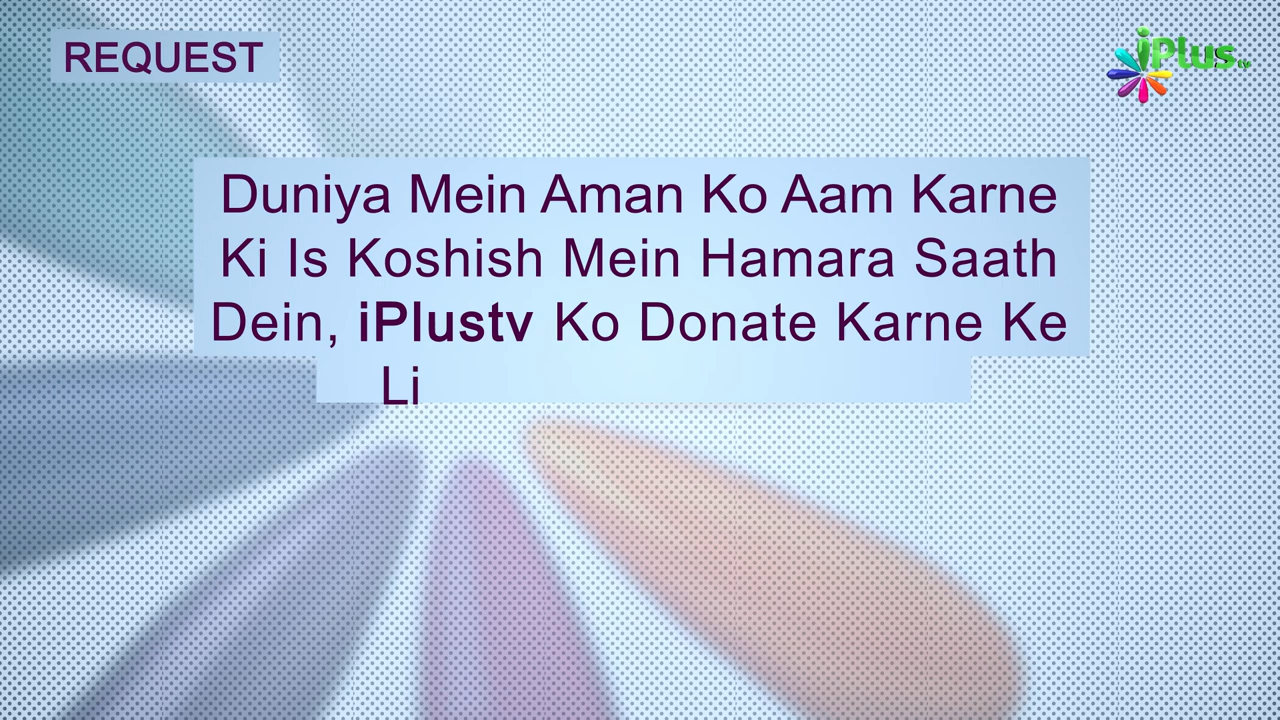 REQUEST
iPlus tv
Duniya Mein Aman Ko Aam Karne
Ki Is Koshish Mein Hamara Saath
Dein, iPlustv Ko Donate Karne Ke
Li